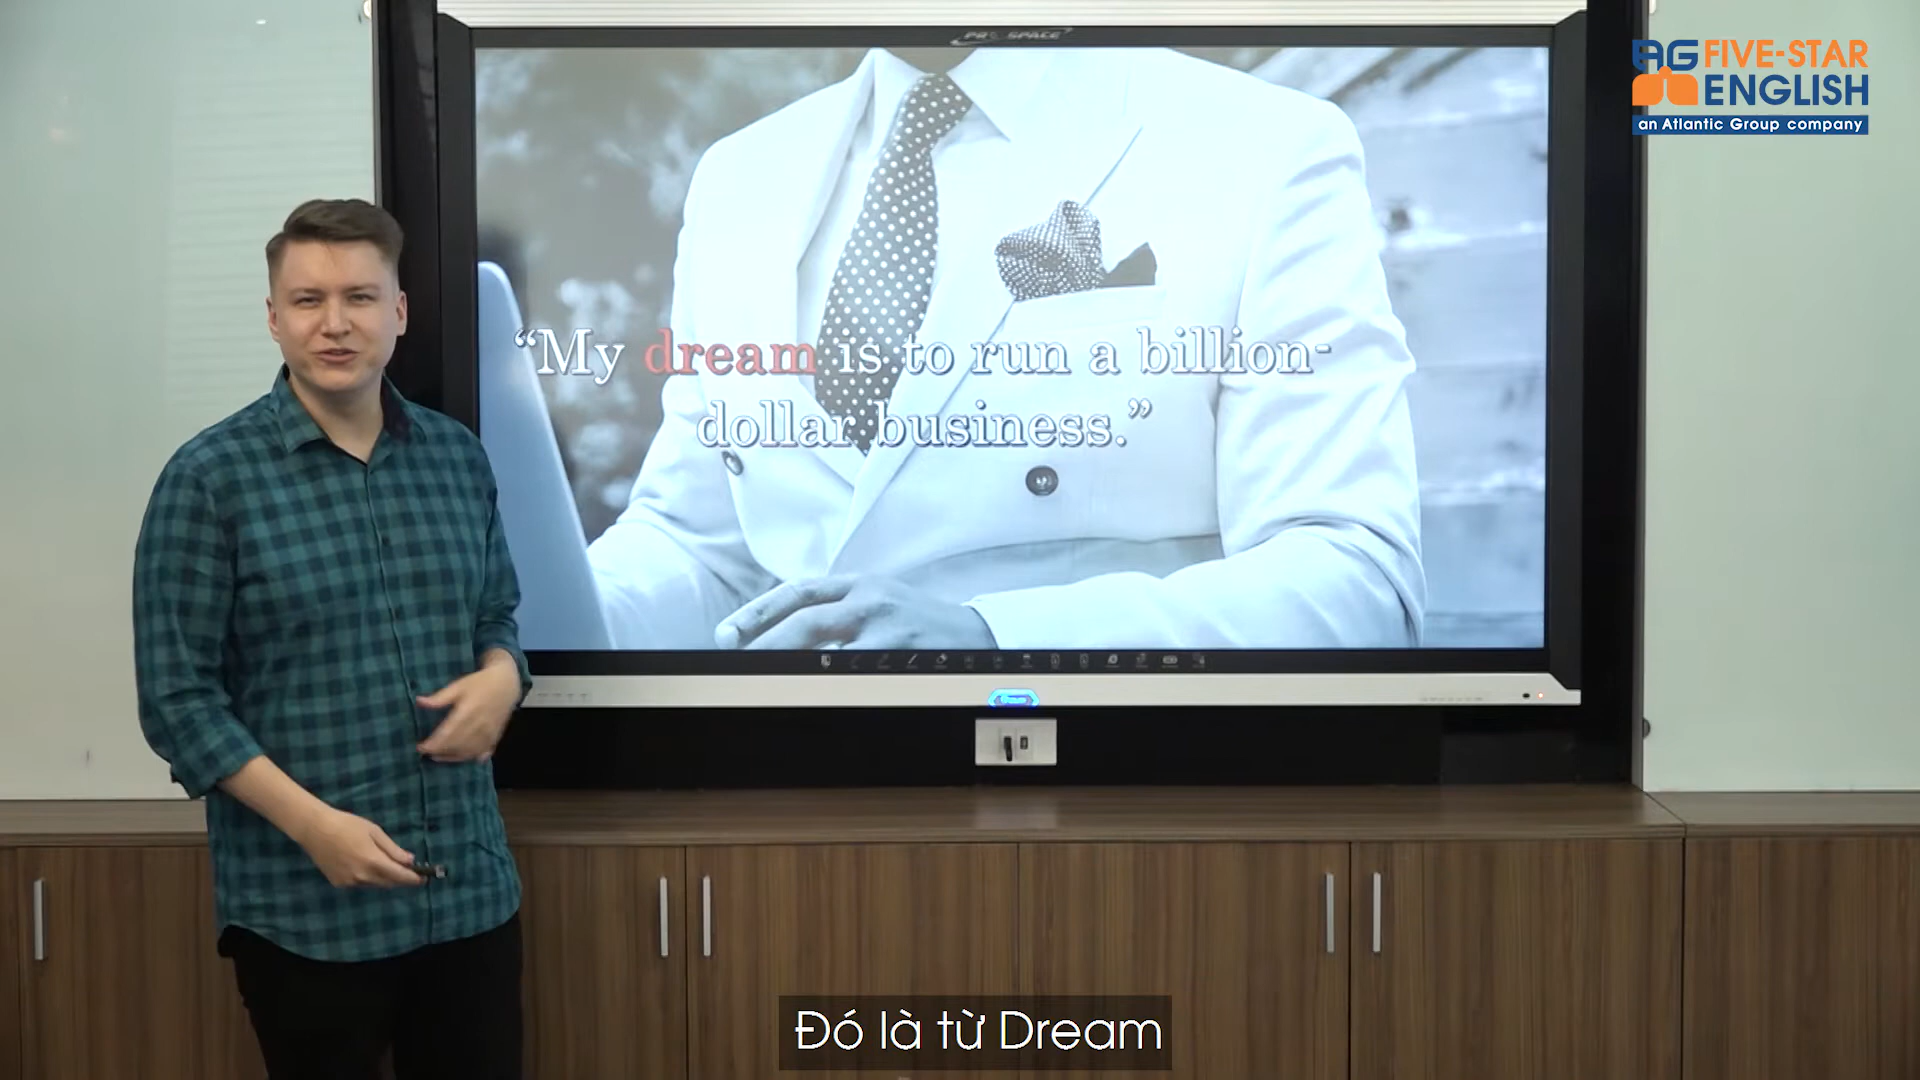 PRO SPACE
AG FIVE-STAR
ENGLISH
an Atlantic Group company
“My dream is to run a billion-
dollar business.”
Đó là từ Dream